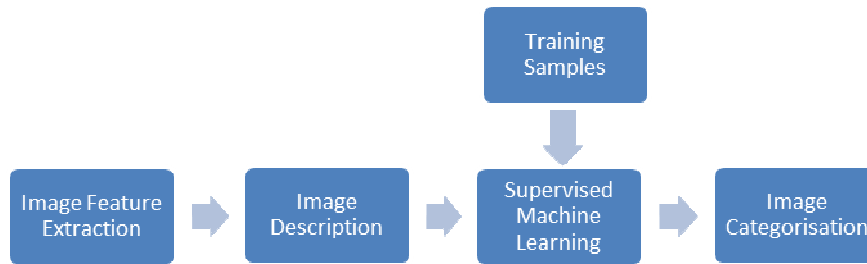 Training
Samples
Image Feature
Extraction
Image
Description
Supervised
Machine
Learning
Image
Categorisation